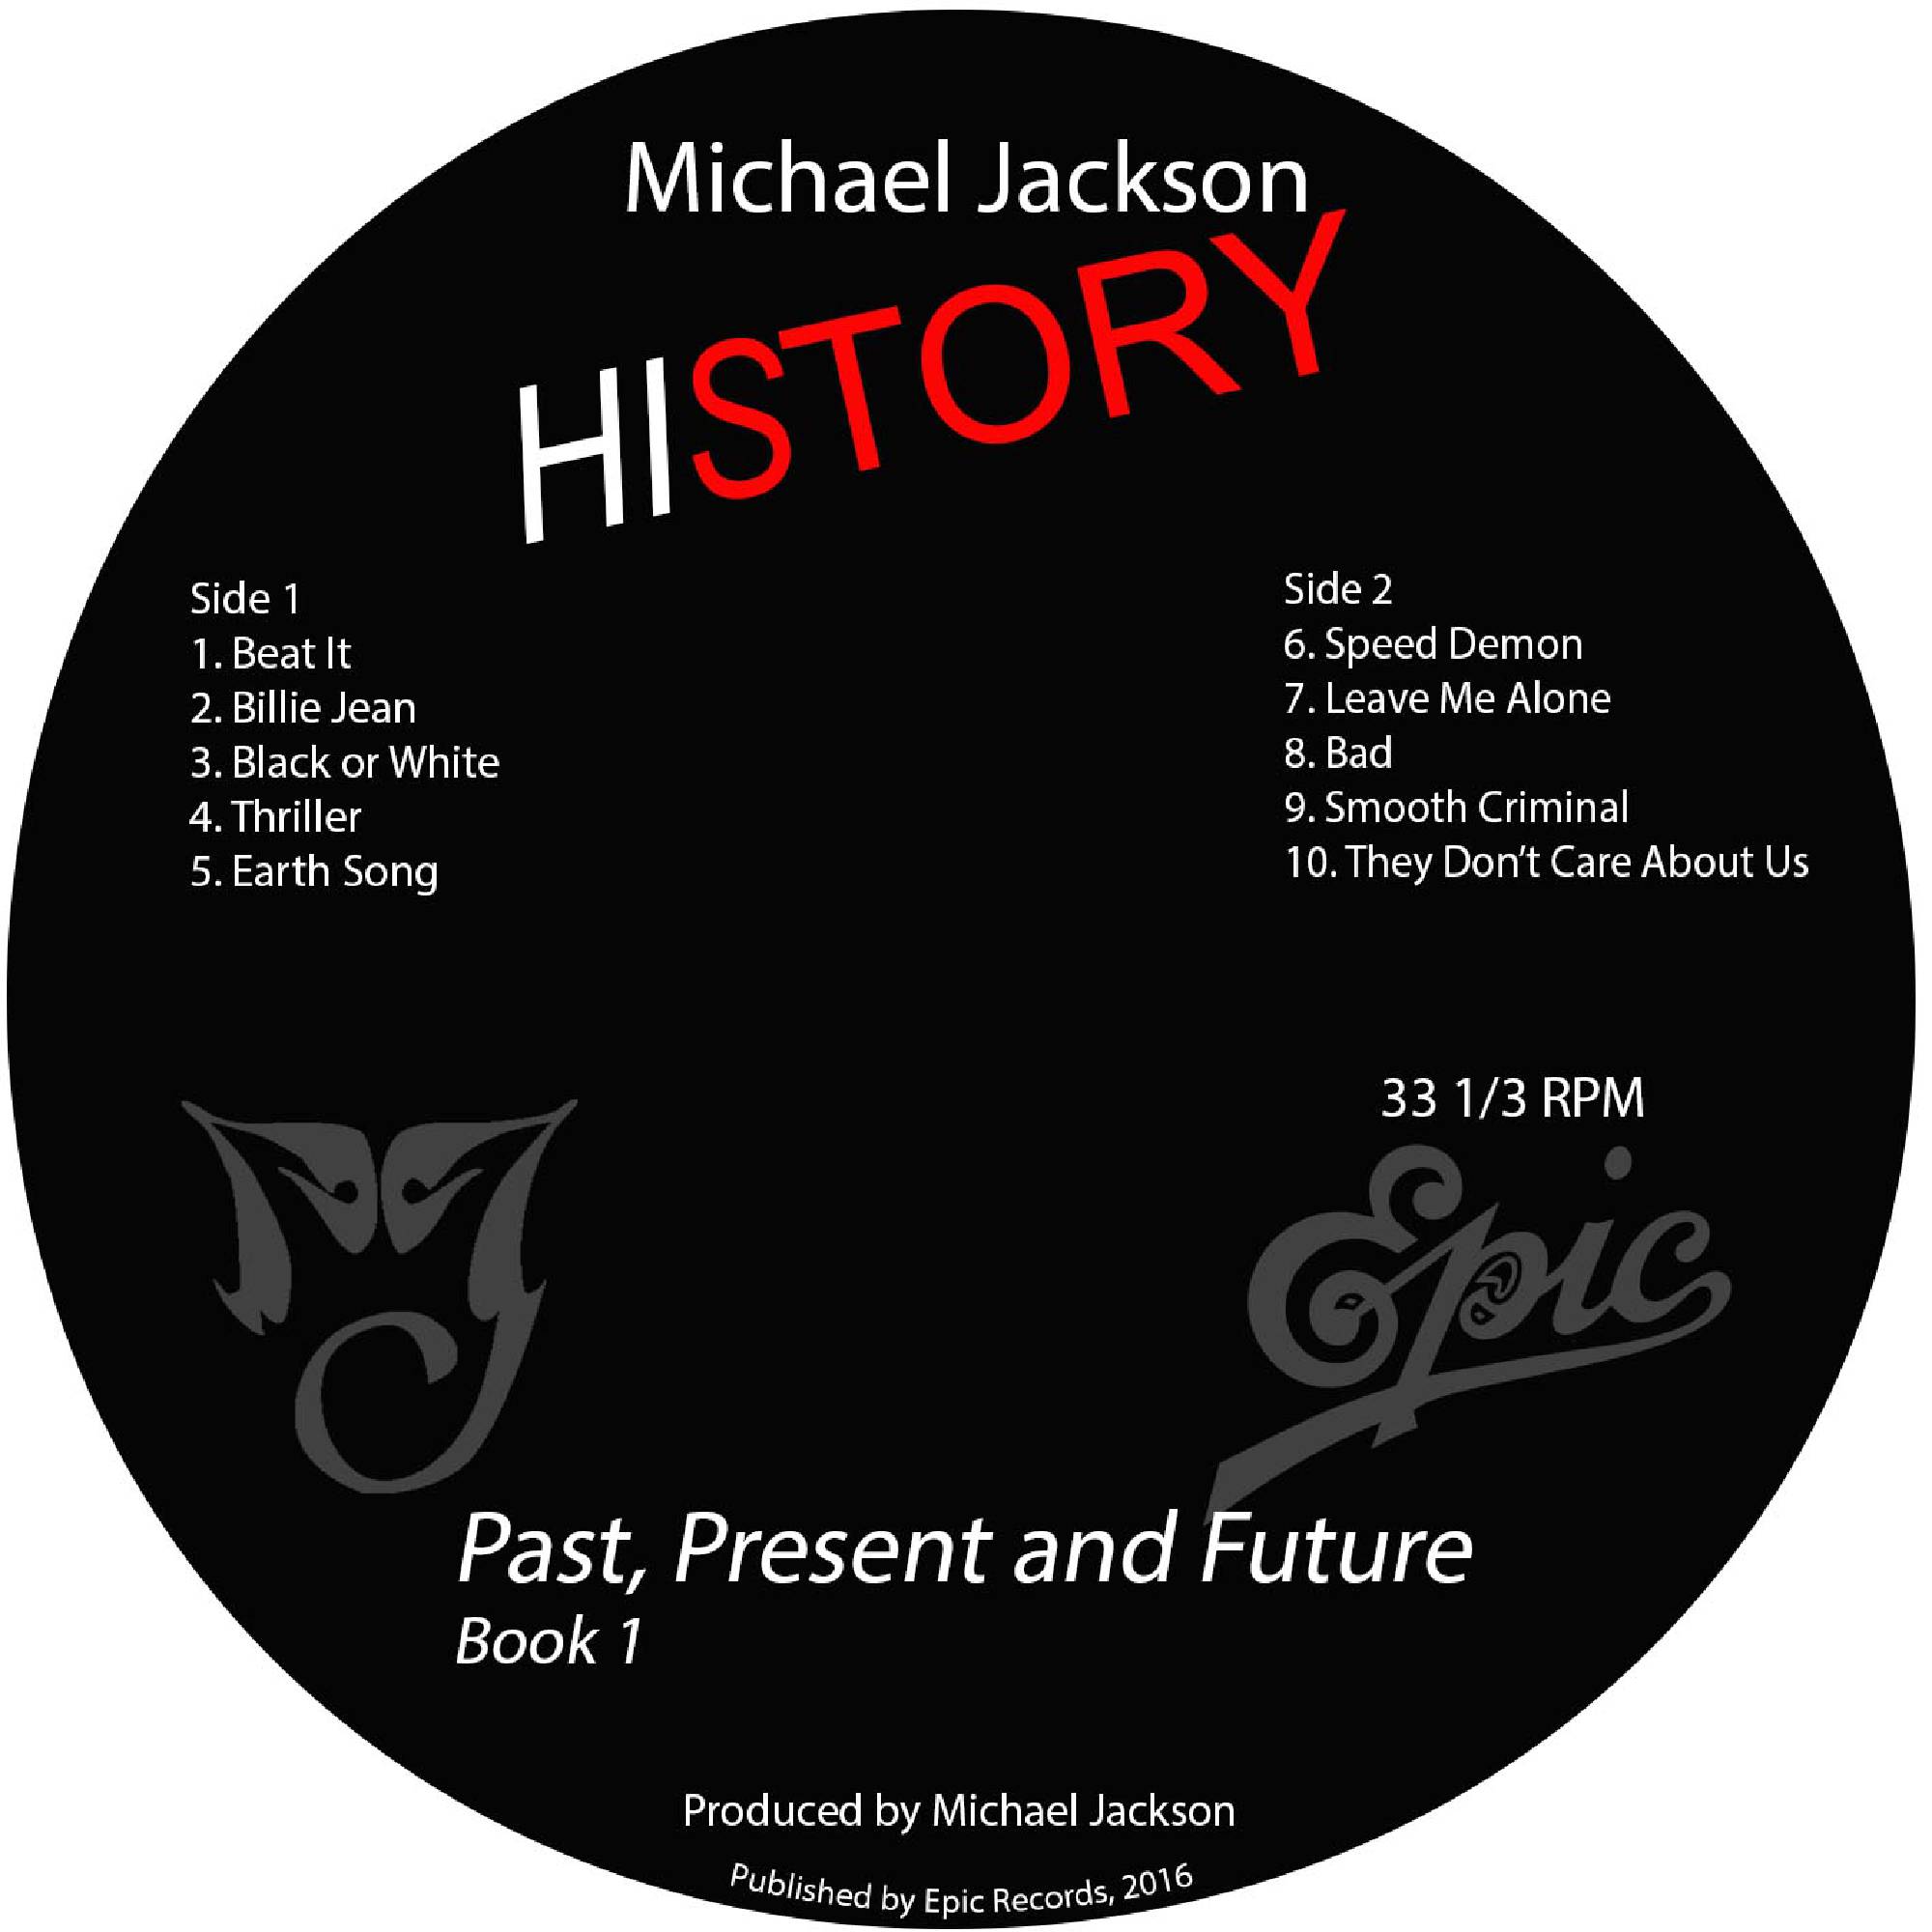 Michael Jackson
HISTORY
Side 1
1. Beat It
2. Billie Jean
3. Black or White
4. Thriller
5. Earth Song
Side 2
6. Speed Demon
7. Leave Me Alone
8. Bad
9. Smooth Criminal
10. They Don't Care About Us
33 1/3 RPM
MJ
Epic
Past, Present and Future
Book 1
Produced by Michael Jackson
Published by Epic Records, 2016